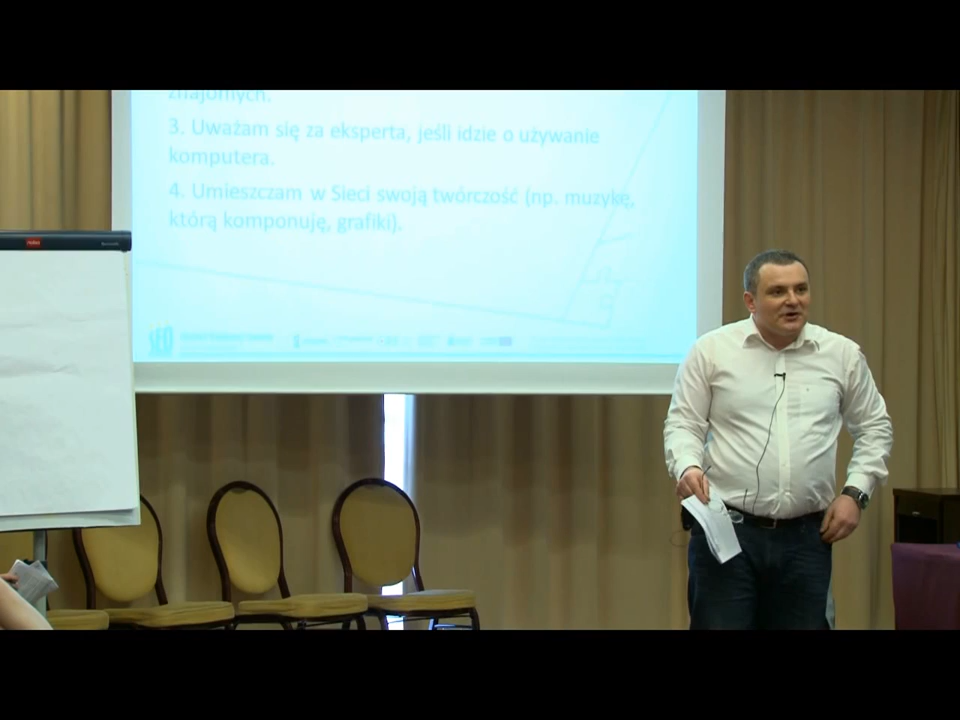 znajomych.
3. Uważam się za eksperta, jeśli idzie o używanie
komputera.
4. Umieszczam w Sieci swoją twórczość (np. muzykę,
którą komponuję, grafiki).